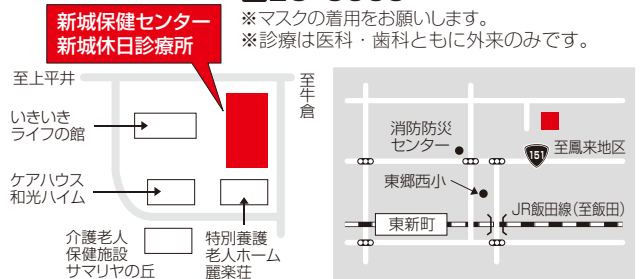 ※マスクの着用をお願いします。
※診療は医科・歯科ともに外来のみです。
新城保健センター
新城休日診療所
至上平井
至牛倉
いきいき
ライフの館
ケアハウス
和光ハイム
介護老人
保健施設
サマリヤの丘
特別養護
老人ホーム
麗楽荘
消防防災
センター
151
至鳳来地区
東郷西小
JR飯田線(至飯田)
東新町